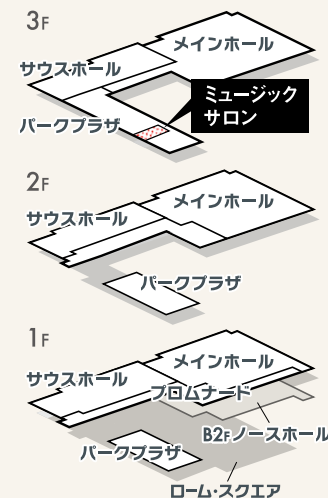 3F
メインホール
サウスホール
ミュージック
サロン
パークプラザ
2F
メインホール
サウスホール
パークプラザ
1F
メインホール
サウスホール
プロムナード
B2Fノースホール
パークプラザ
ローム・スクエア